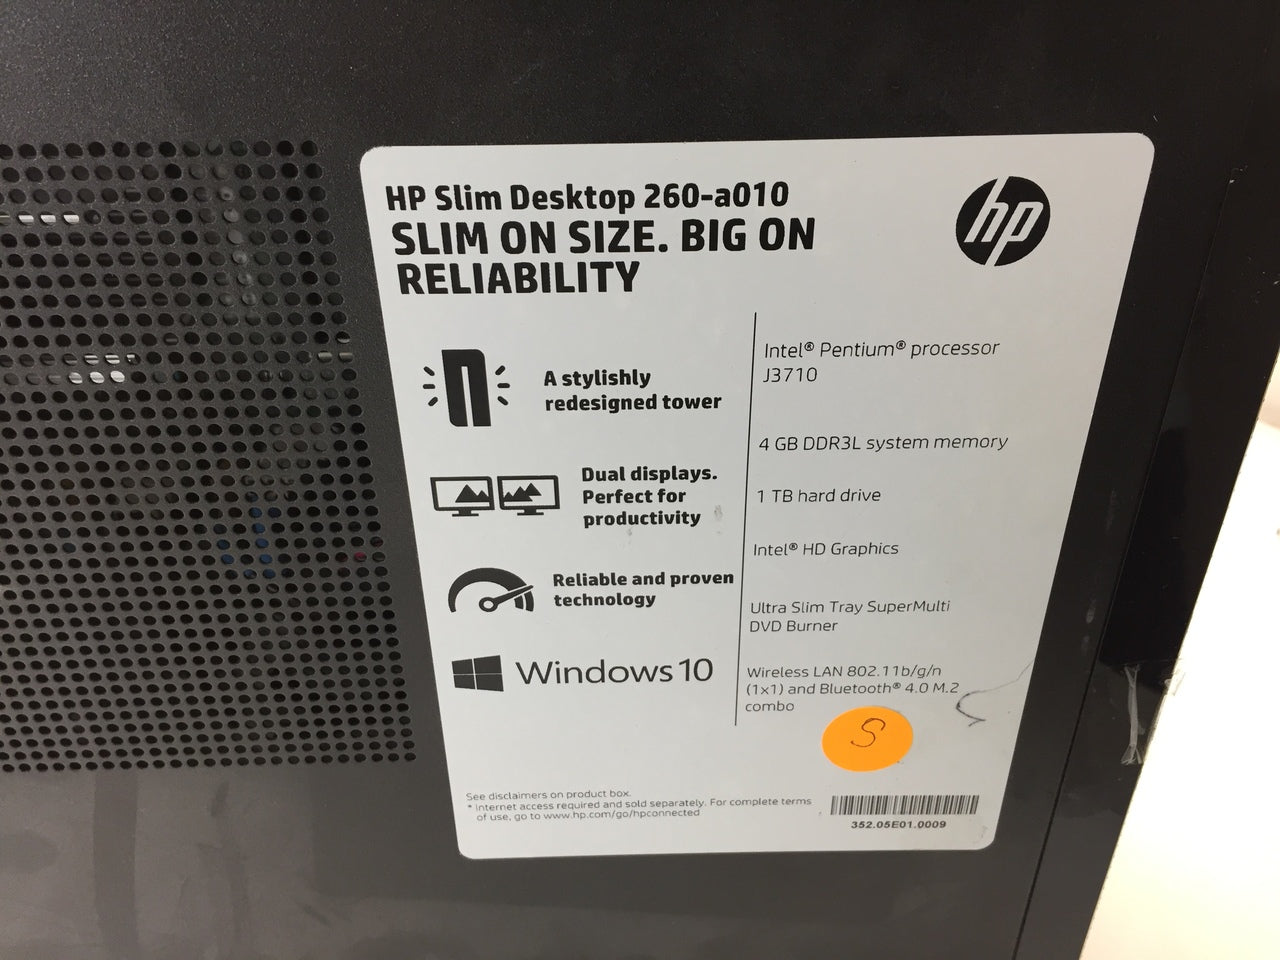 HP Slim Desktop 260-a010
SLIM ON SIZE. BIG ON
RELIABILITY
hp
A stylishly
redesigned tower
Dual displays.
Perfect for
productivity
Reliable and proven
technology
Windows 10
Intel® Pentium® processor
J3710
4 GB DDR3L system memory
1 TB hard drive
Intel® HD Graphics
Ultra Slim Tray SuperMulti
DVD Burner
Wireless LAN 802.11b/g/n
(1x1) and Bluetooth® 4.0 M.2
combo
S
See disclaimers on product box.
* Internet access required and sold separately. For complete terms
of use, go to www.hp.com/go/hpconnected
352.05E01.0009